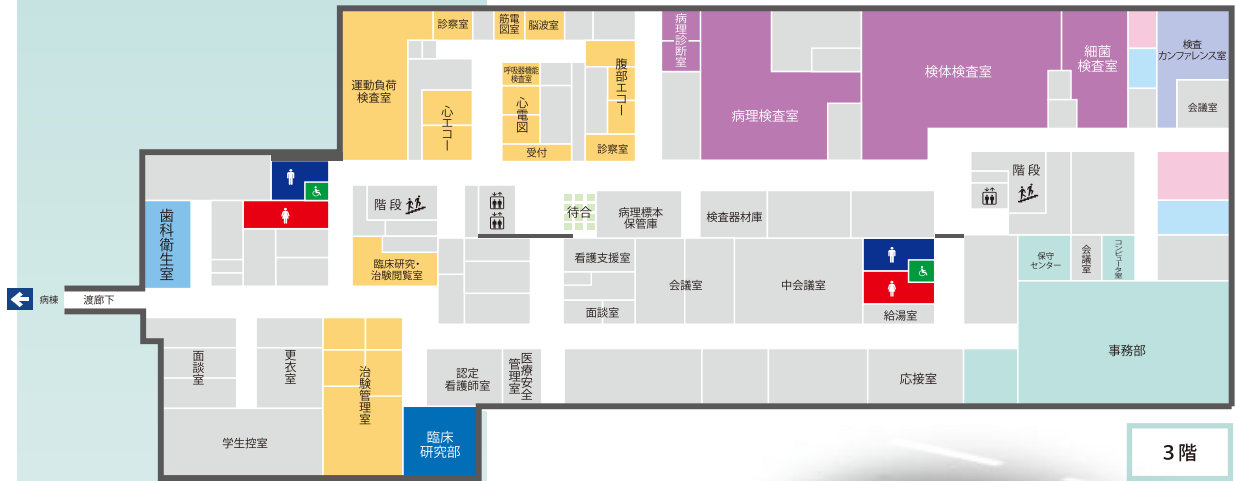 診察室
筋電
図室
脳波室
病理診断室
運動負荷
検査室
心エコー
呼吸器機能
検査室
心電図
受付
腹部エコー
診察室
病理検査室
検体検査室
細菌
検査室
検査
カンファレンス室
会議室
歯科衛生室
階段
待合
病理標本
保管庫
検査器材庫
階段
臨床研究・
治験閲覧室
看護支援室
面談室
会議室
中会議室
給湯室
保守
センター
会議室
コンピュータ室
病棟
渡廊下
事務部
面談室
更衣室
治験管理室
認定
看護師室
医療安全
管理室
応接室
学生控室
臨床
研究部
3階